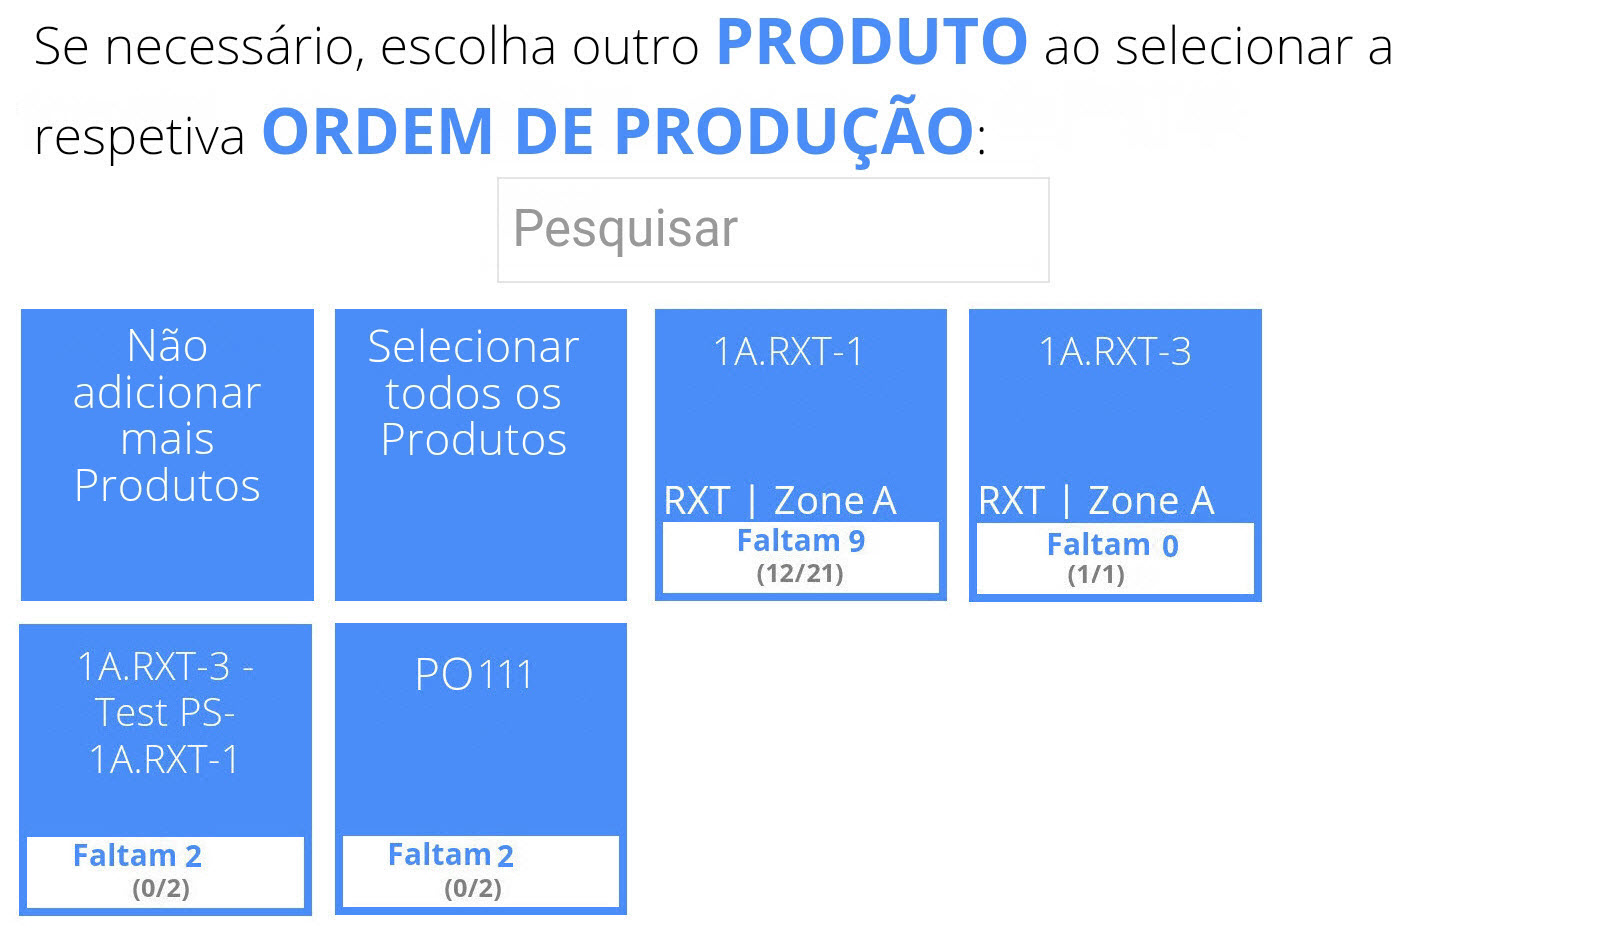 Se necessário, escolha outro PRODUTO ao selecionar a
respetiva ORDEM DE PRODUÇÃO:
Pesquisar
Não
adicionar
mais
Produtos
Selecionar
todos os
Produtos
1A.RXT-1
RXT | Zone A
Faltam 9
(12/21)
1A.RXT-3
RXT | Zone A
Faltam 0
(1/1)
1A.RXT-3 -
Test PS-
1A.RXT-1
Faltam 2
(0/2)
PO111
Faltam 2
(0/2)